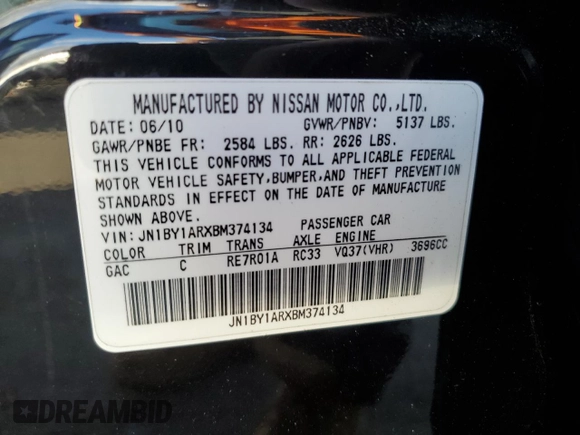 MANUFACTURED BY NISSAN MOTOR CO.,LTD.
DATE: 06/10 GVWR/PNBV: 5137 LBS.
GAWR/PNBE FR: 2584 LBS. RR: 2626 LBS.
THIS VEHICLE CONFORMS TO ALL APPLICABLE FEDERAL
MOTOR VEHICLE SAFETY,BUMPER,AND THEFT PREVENTION
STANDARDS IN EFFECT ON THE DATE OF MANUFACTURE
SHOWN ABOVE.
VIN: JN1BY1ARXBM374134 PASSENGER CAR
COLOR TRIM TRANS AXLE ENGINE
GAC C RE7R01A RC33 VQ37(VHR) 3696CC
JN1BY1ARXBM374134
DREAMBID